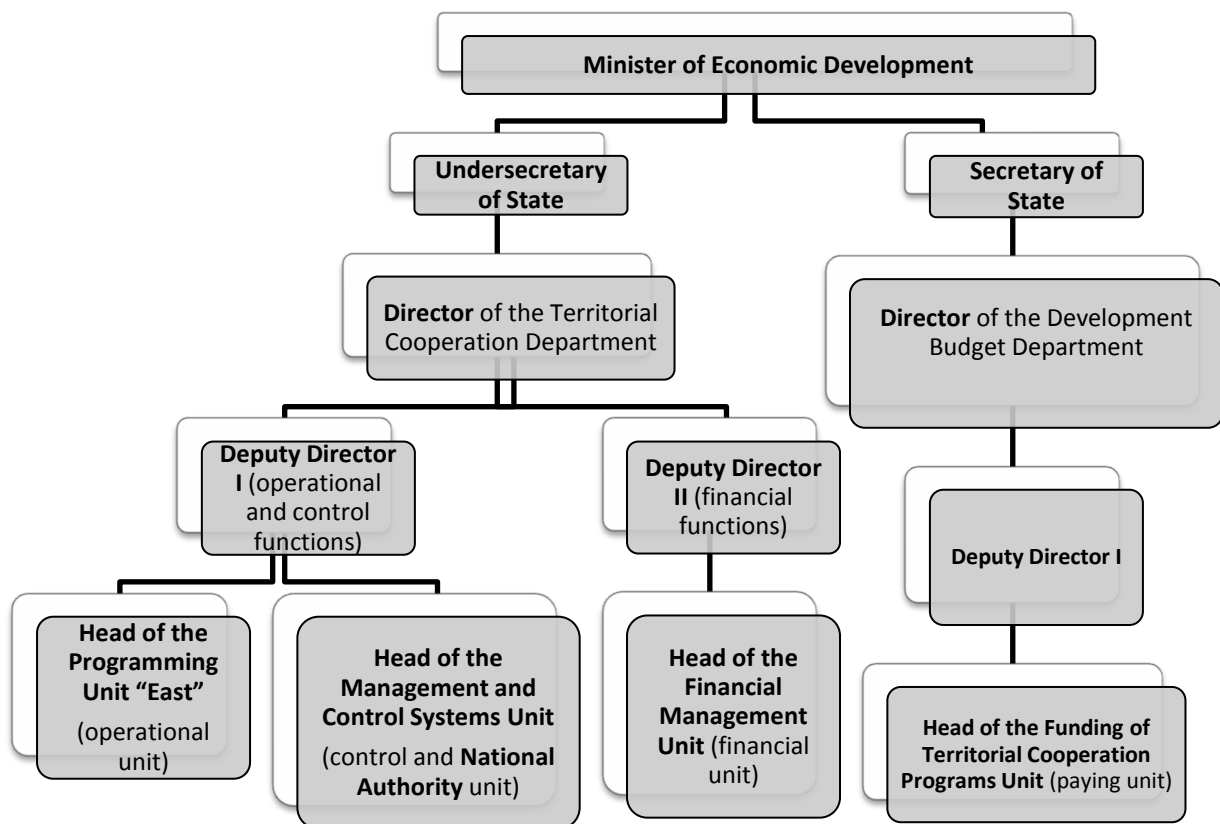 Minister of Economic Development
Undersecretary
of State
Secretary of
State
Director of the Territorial
Cooperation Department
Director of the Development
Budget Department
Deputy Director
I (operational
and control
functions)
Deputy Director
II (financial
functions)
Deputy Director I
Head of the
Programming
Unit “East”
(operational
unit)
Head of the
Management and
Control Systems Unit
(control and National
Authority unit)
Head of the
Financial
Management
Unit (financial
unit)
Head of the Funding of
Territorial Cooperation
Programs Unit (paying unit)